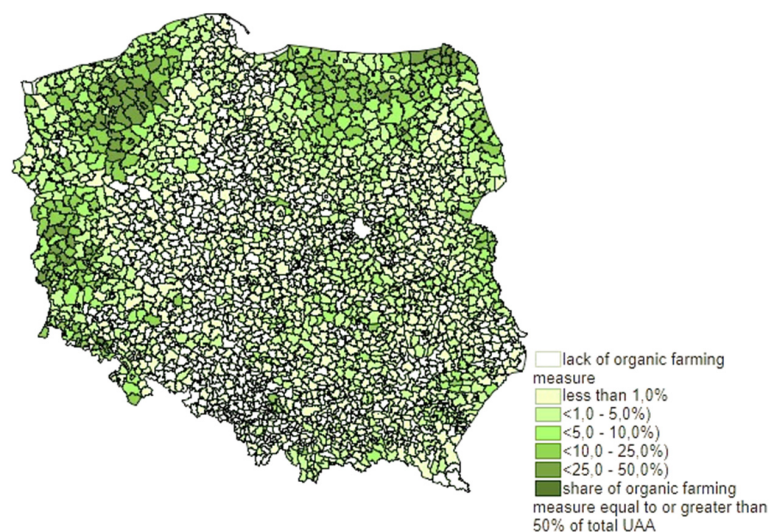 lack of organic farming
measure
less than 1,0%
<1,0 - 5,0%)
<5,0 - 10,0%)
<10,0 - 25,0%)
<25,0 - 50,0%)
share of organic farming
measure equal to or greater than
50% of total UAA